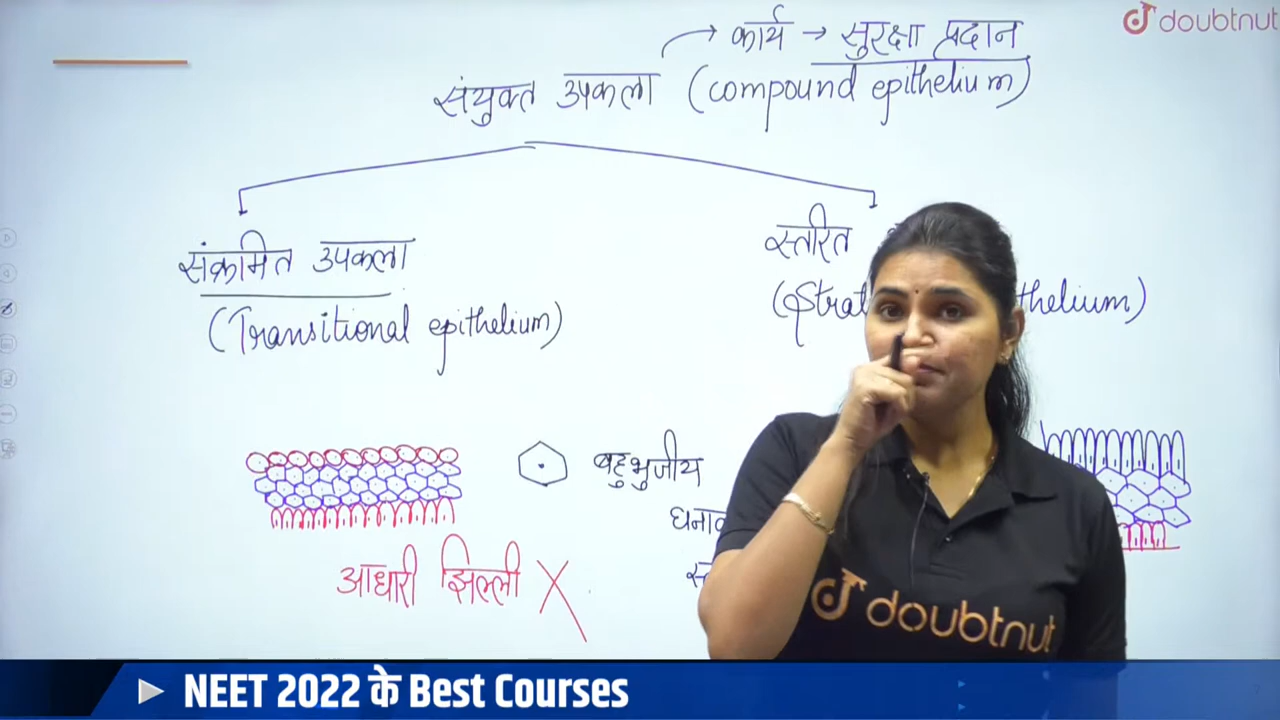 doubtnut
→ कार्य → सुरक्षा प्रदान
संयुक्त उपकला (compound epithelium)
संक्रमित उपकला
(Transitional epithelium)
स्तरित
(Strat thelium)
बहुभुजीय
आधारी झिल्ली X
doubtnut
NEET 2022 के Best Courses